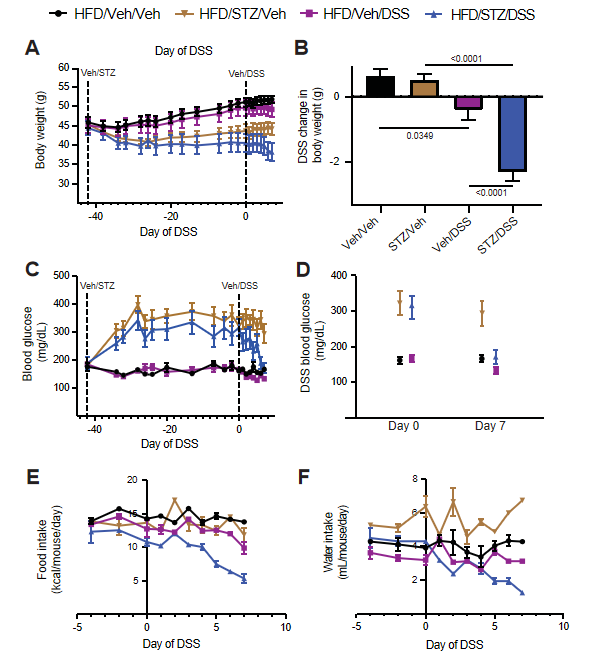 HFD/Veh/Veh HFD/STZ/Veh HFD/Veh/DSS HFD/STZ/DSS
A
Day of DSS
Veh/STZ
Veh/DSS
Body weight (g)
60
55
50
45
40
35
30
-40 -20 0
Day of DSS
B
DSS change in
body weight (g)
0
-2
<0.0001
0.0349
<0.0001
Veh/Veh
STZ/Veh
Veh/DSS
STZ/DSS
C
Veh/STZ
Veh/DSS
Blood glucose
(mg/dL)
500
400
300
200
100
-40 -20 0
Day of DSS
D
DSS blood glucose
(mg/dL)
400
300
200
100
Day 0 Day 7
E
Food intake
(kcal/mouse/day)
20
15
10
5
-5 0 5 10
Day of DSS
F
Water intake
(mL/mouse/day)
8
6
4
2
-5 0 5 10
Day of DSS